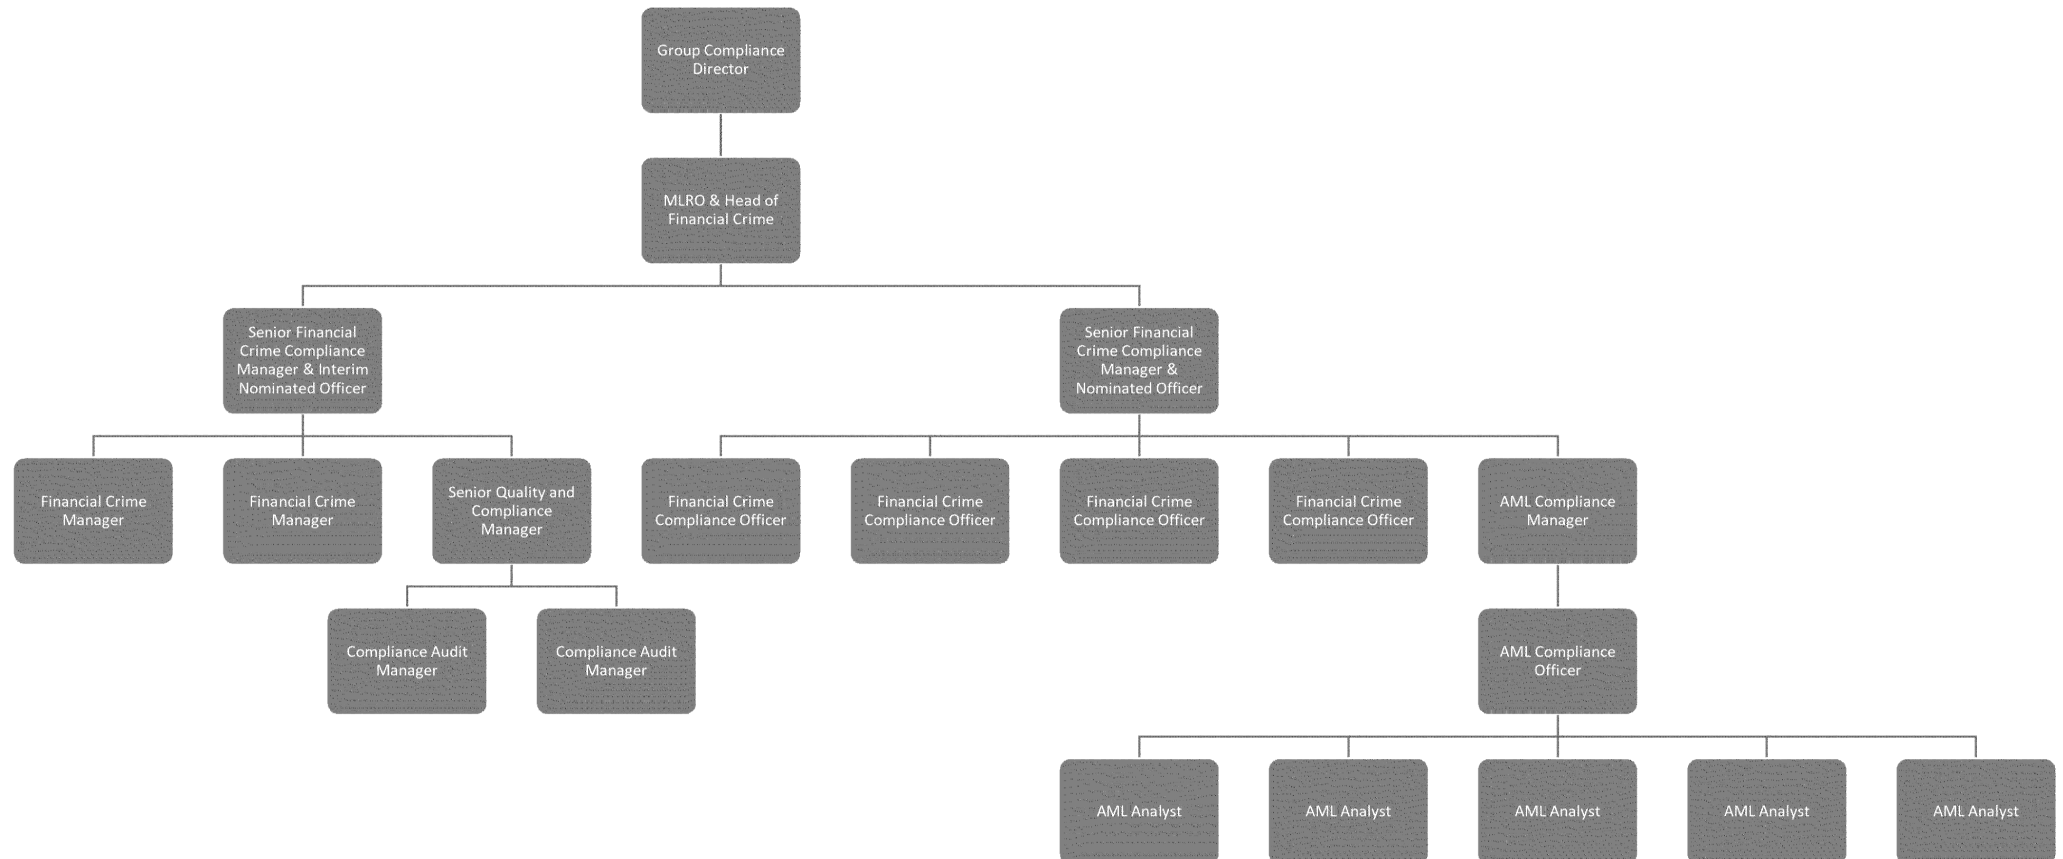 Group Compliance
Director
MLRO & Head of
Financial Crime
Senior Financial
Crime Compliance
Manager & Interim
Nominated Officer
Senior Financial
Crime Compliance
Manager &
Nominated Officer
Financial Crime
Manager
Financial Crime
Manager
Senior Quality and
Compliance
Manager
Financial Crime
Compliance Officer
Financial Crime
Compliance Officer
Financial Crime
Compliance Officer
Financial Crime
Compliance Officer
AML Compliance
Manager
Compliance Audit
Manager
Compliance Audit
Manager
AML Compliance
Officer
AML Analyst
AML Analyst
AML Analyst
AML Analyst
AML Analyst